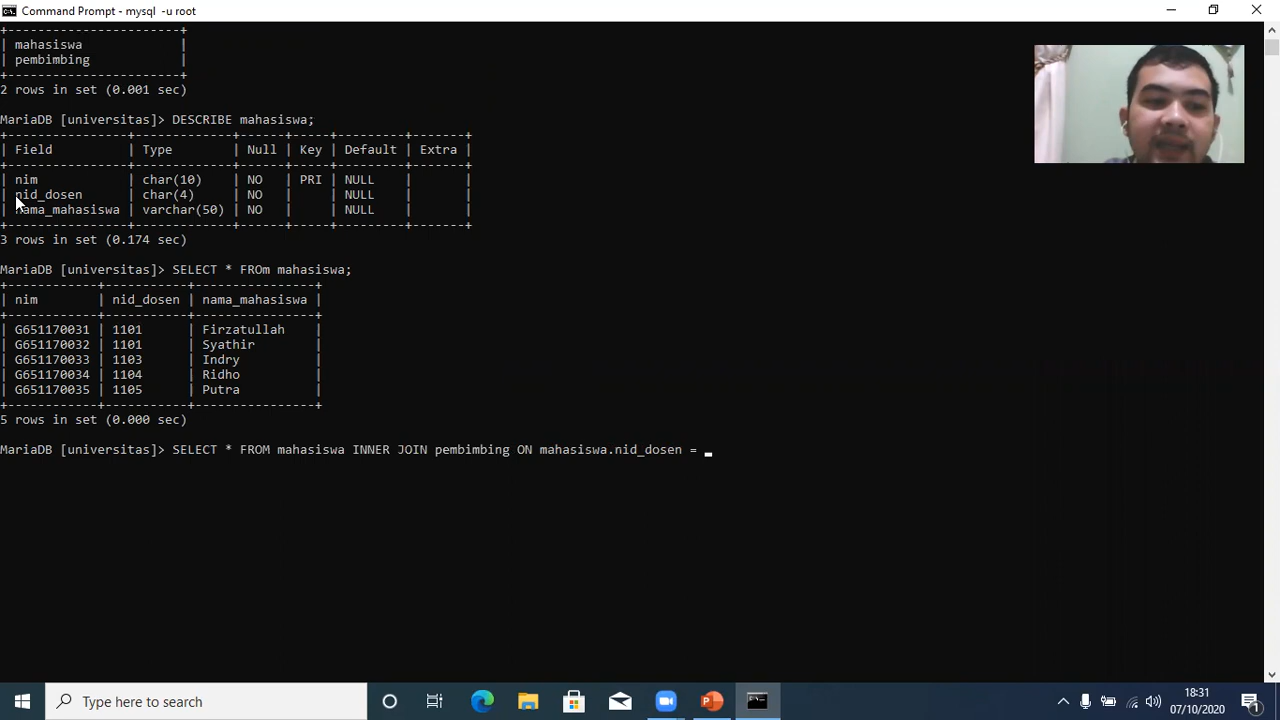 Command Prompt - mysql  -u root
+-----------------------+
| mahasiswa             |
| pembimbing            |
+-----------------------+
2 rows in set (0.001 sec)
MariaDB [universitas]> DESCRIBE mahasiswa;
+----------------+-------------+------+-----+---------+-------+
| Field          | Type        | Null | Key | Default | Extra |
+----------------+-------------+------+-----+---------+-------+
| nim            | char(10)    | NO   | PRI | NULL    |       |
| nid_dosen      | char(4)     | NO   |     | NULL    |       |
| nama_mahasiswa | varchar(50) | NO   |     | NULL    |       |
+----------------+-------------+------+-----+---------+-------+
3 rows in set (0.174 sec)
MariaDB [universitas]> SELECT * FROm mahasiswa;
+------------+-----------+----------------+
| nim        | nid_dosen | nama_mahasiswa |
+------------+-----------+----------------+
| G651170031 | 1101      | Firzatullah    |
| G651170032 | 1101      | Syathir        |
| G651170033 | 1103      | Indry          |
| G651170034 | 1104      | Ridho          |
| G651170035 | 1105      | Putra          |
+------------+-----------+----------------+
5 rows in set (0.000 sec)
MariaDB [universitas]> SELECT * FROM mahasiswa INNER JOIN pembimbing ON mahasiswa.nid_dosen = _
Type here to search
18:31
07/10/2020
1